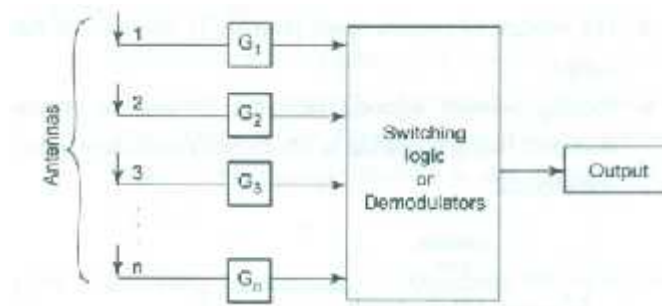 Antennas
1
G1
2
G2
3
G3
n
Gn
Switching
logic
or
Demodulators
Output